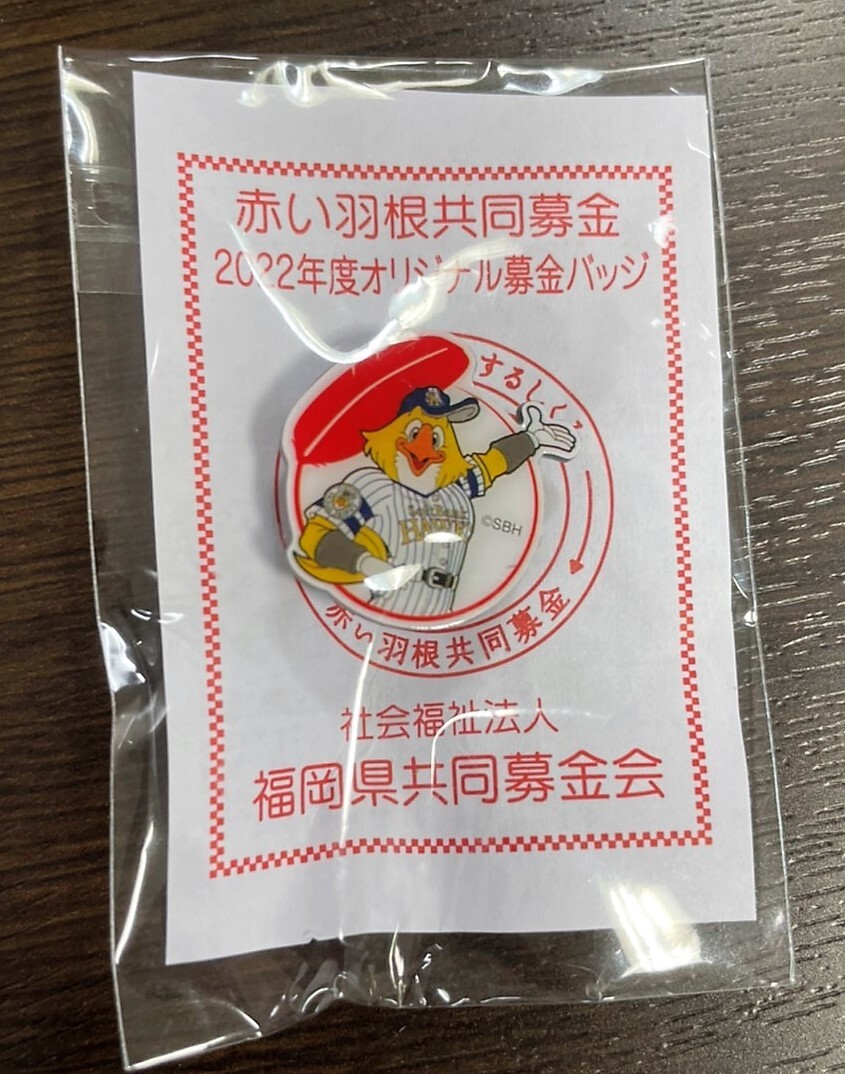 赤い羽根共同募金
2022年度オリジナル募金バッジ
するしくみ
HAWKS
©SBH
赤い羽根共同募金
社会福祉法人
福岡県共同募金会